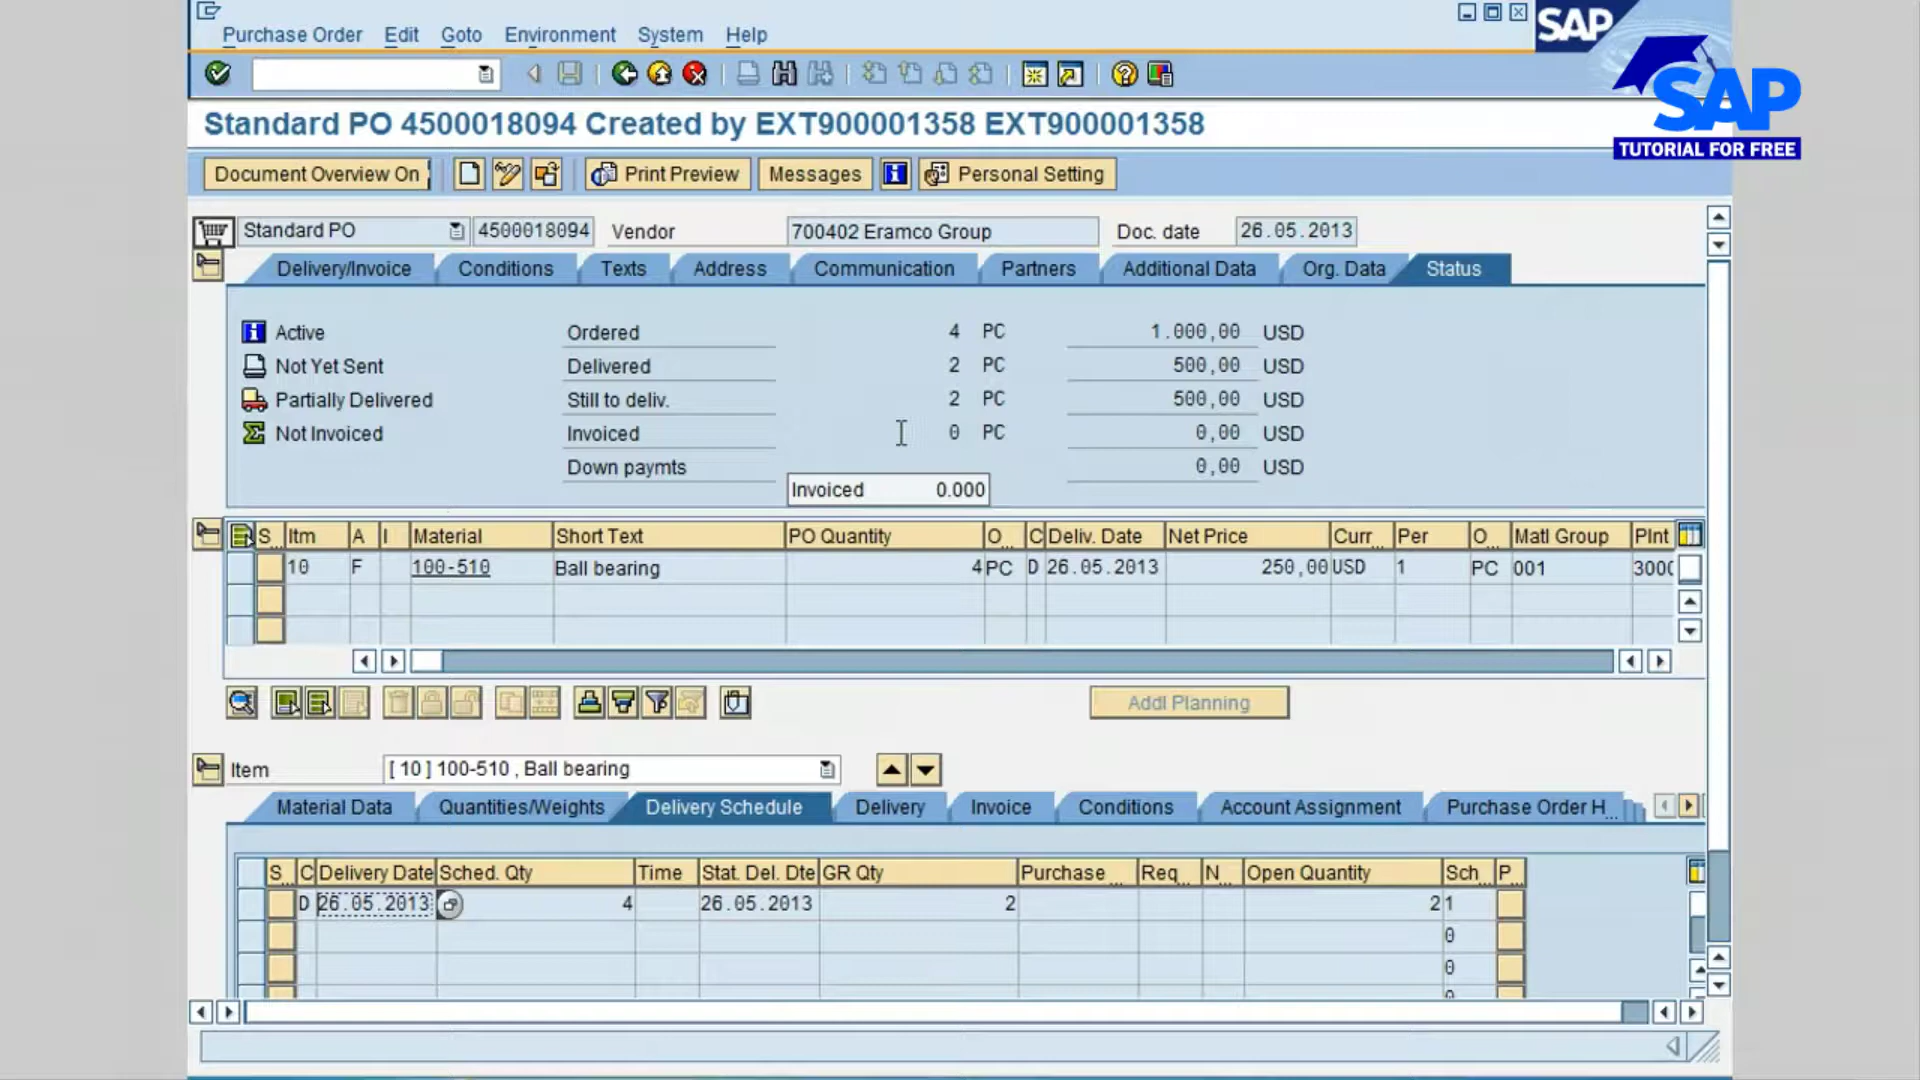 Purchase Order Edit Goto Environment System Help
SAP
SAP
TUTORIAL FOR FREE
Standard PO 4500018094 Created by EXT900001358 EXT900001358
Document Overview On Print Preview Messages Personal Setting
Standard PO 4500018094 Vendor 700402 Eramco Group Doc. date 26.05.2013
Delivery/Invoice Conditions Texts Address Communication Partners Additional Data Org. Data Status
Active Ordered 4 PC 1.000,00 USD
Not Yet Sent Delivered 2 PC 500,00 USD
Partially Delivered Still to deliv. 2 PC 500,00 USD
Not Invoiced Invoiced 0 PC 0,00 USD
Down paymts 0,00 USD
Invoiced 0.000
S... Itm A I Material Short Text PO Quantity O... C Deliv. Date Net Price Curr... Per O... Matl Group Plnt
10 F 100-510 Ball bearing 4 PC D 26.05.2013 250,00 USD 1 PC 001 3000
Addl Planning
Item [ 10 ] 100-510 , Ball bearing
Material Data Quantities/Weights Delivery Schedule Delivery Invoice Conditions Account Assignment Purchase Order H...
S... C Delivery Date Sched. Qty Time Stat. Del. Dte GR Qty Purchase... Req... N... Open Quantity Sch... P...
D 26.05.2013 4 26.05.2013 2 2 1
0
0
0